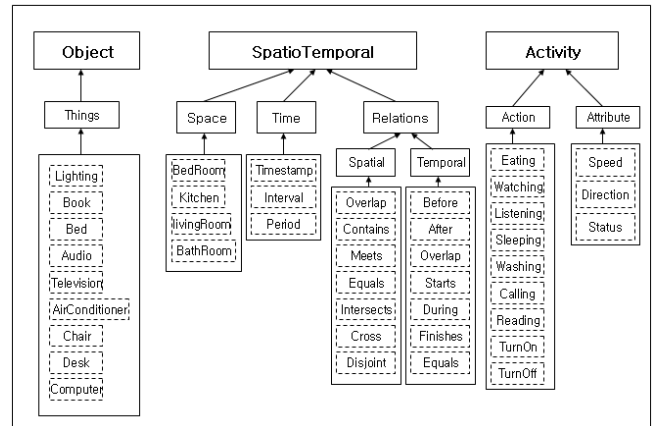 Object
SpatioTemporal
Activity
Things
Space
Time
Relations
Action
Attribute
Spatial
Temporal
Lighting
Book
Bed
Audio
Television
AirConditioner
Chair
Desk
Computer
BedRoom
Kitchen
livingRoom
BathRoom
Timestamp
Interval
Period
Overlap
Contains
Meets
Equals
Intersects
Cross
Disjoint
Before
After
Overlap
Starts
During
Finishes
Equals
Eating
Watching
Listening
Sleeping
Washing
Calling
Reading
TurnOn
TurnOff
Speed
Direction
Status